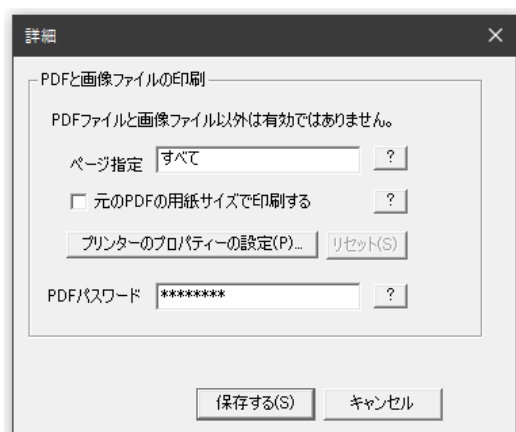 詳細
PDFと画像ファイルの印刷
PDFファイルと画像ファイル以外は有効ではありません。
ページ指定 すべて ?
元のPDFの用紙サイズで印刷する ?
プリンターのプロパティーの設定(P)... リセット(S)
PDFパスワード ******** ?
保存する(S) キャンセル